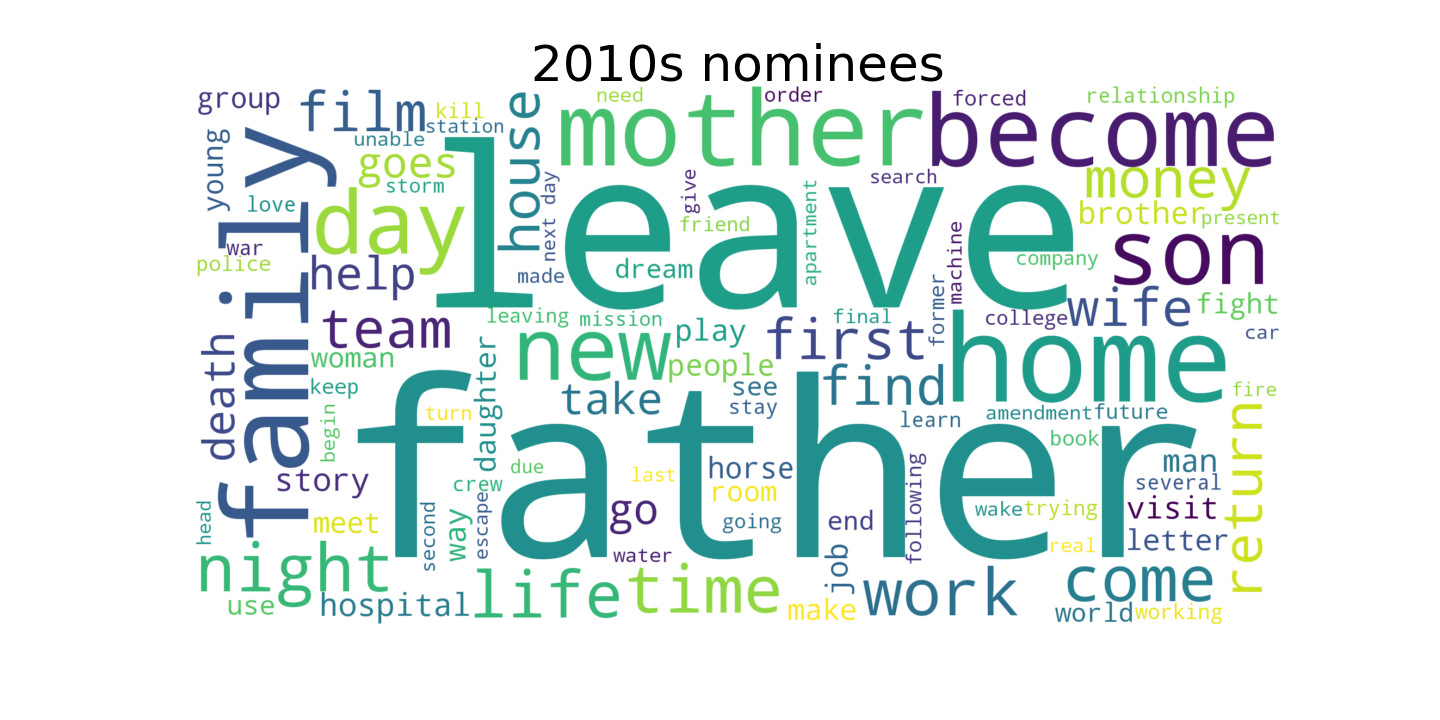 2010s nominees
group
film
kill
station
unable
young
family
goes
storm
love
day
war
police
help
house
next day
made
mother
need
order
become
forced
relationship
leave
give
search
friend
apartment
dream
money
brother
present
son
company
machine
team
woman
keep
death
leaving
mission
new
play
people
first
final
former
college
wife
fight
car
home
father
take
see
stay
find
learn
amendment
future
book
fire
return
begin
turn
daughter
story
crew
due
last
horse
room
going
go
water
end
following
wake
trying
real
man
several
visit
letter
head
meet
second
way
escape
night
use
hospital
life
time
make
job
work
come
world
working